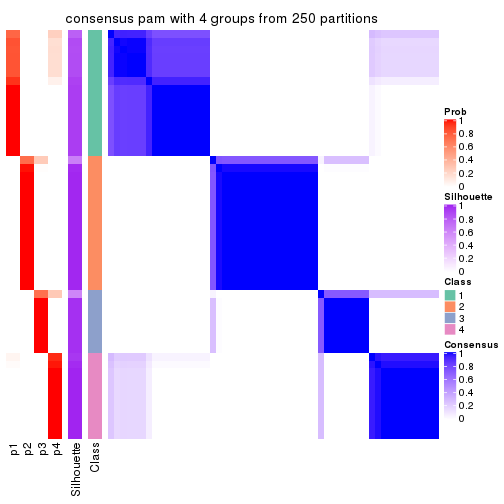 consensus pam with 4 groups from 250 partitions
Prob
1
0.8
0.6
0.4
0.2
0
Silhouette
1
0.8
0.6
0.4
0.2
0
Class
1
2
3
4
Consensus
1
0.8
0.6
0.4
0.2
0
p1
p2
p3
p4
Silhouette
Class